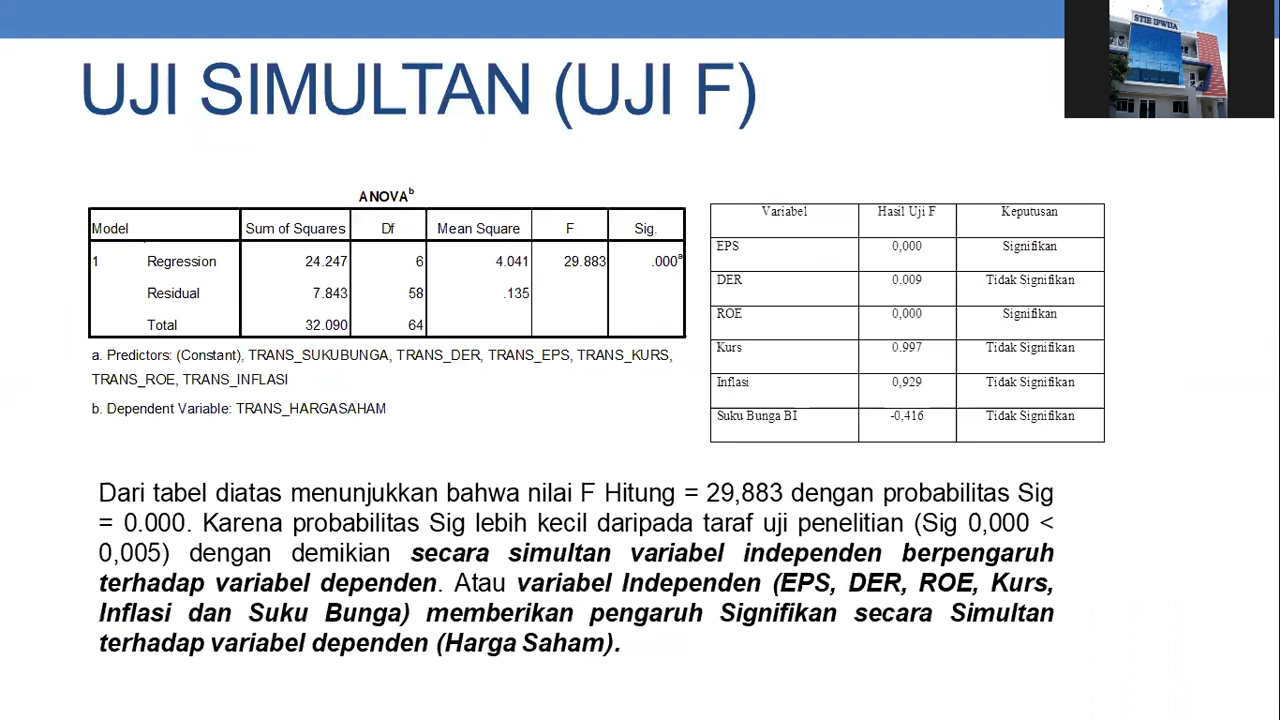 STIE IPWIJA
UJI SIMULTAN (UJI F)
ANOVAb
Model Sum of Squares Df Mean Square F Sig.
1 Regression 24.247 6 4.041 29.883 .000a
Residual 7.843 58 .135
Total 32.090 64
a. Predictors: (Constant), TRANS_SUKUBUNGA, TRANS_DER, TRANS_EPS, TRANS_KURS,
TRANS_ROE, TRANS_INFLASI
b. Dependent Variable: TRANS_HARGASAHAM
Variabel Hasil Uji F Keputusan
EPS 0,000 Signifikan
DER 0.009 Tidak Signifikan
ROE 0,000 Signifikan
Kurs 0.997 Tidak Signifikan
Inflasi 0,929 Tidak Signifikan
Suku Bunga BI -0,416 Tidak Signifikan
Dari tabel diatas menunjukkan bahwa nilai F Hitung = 29,883 dengan probabilitas Sig
= 0.000. Karena probabilitas Sig lebih kecil daripada taraf uji penelitian (Sig 0,000 <
0,005) dengan demikian secara simultan variabel independen berpengaruh
terhadap variabel dependen. Atau variabel Independen (EPS, DER, ROE, Kurs,
Inflasi dan Suku Bunga) memberikan pengaruh Signifikan secara Simultan
terhadap variabel dependen (Harga Saham).